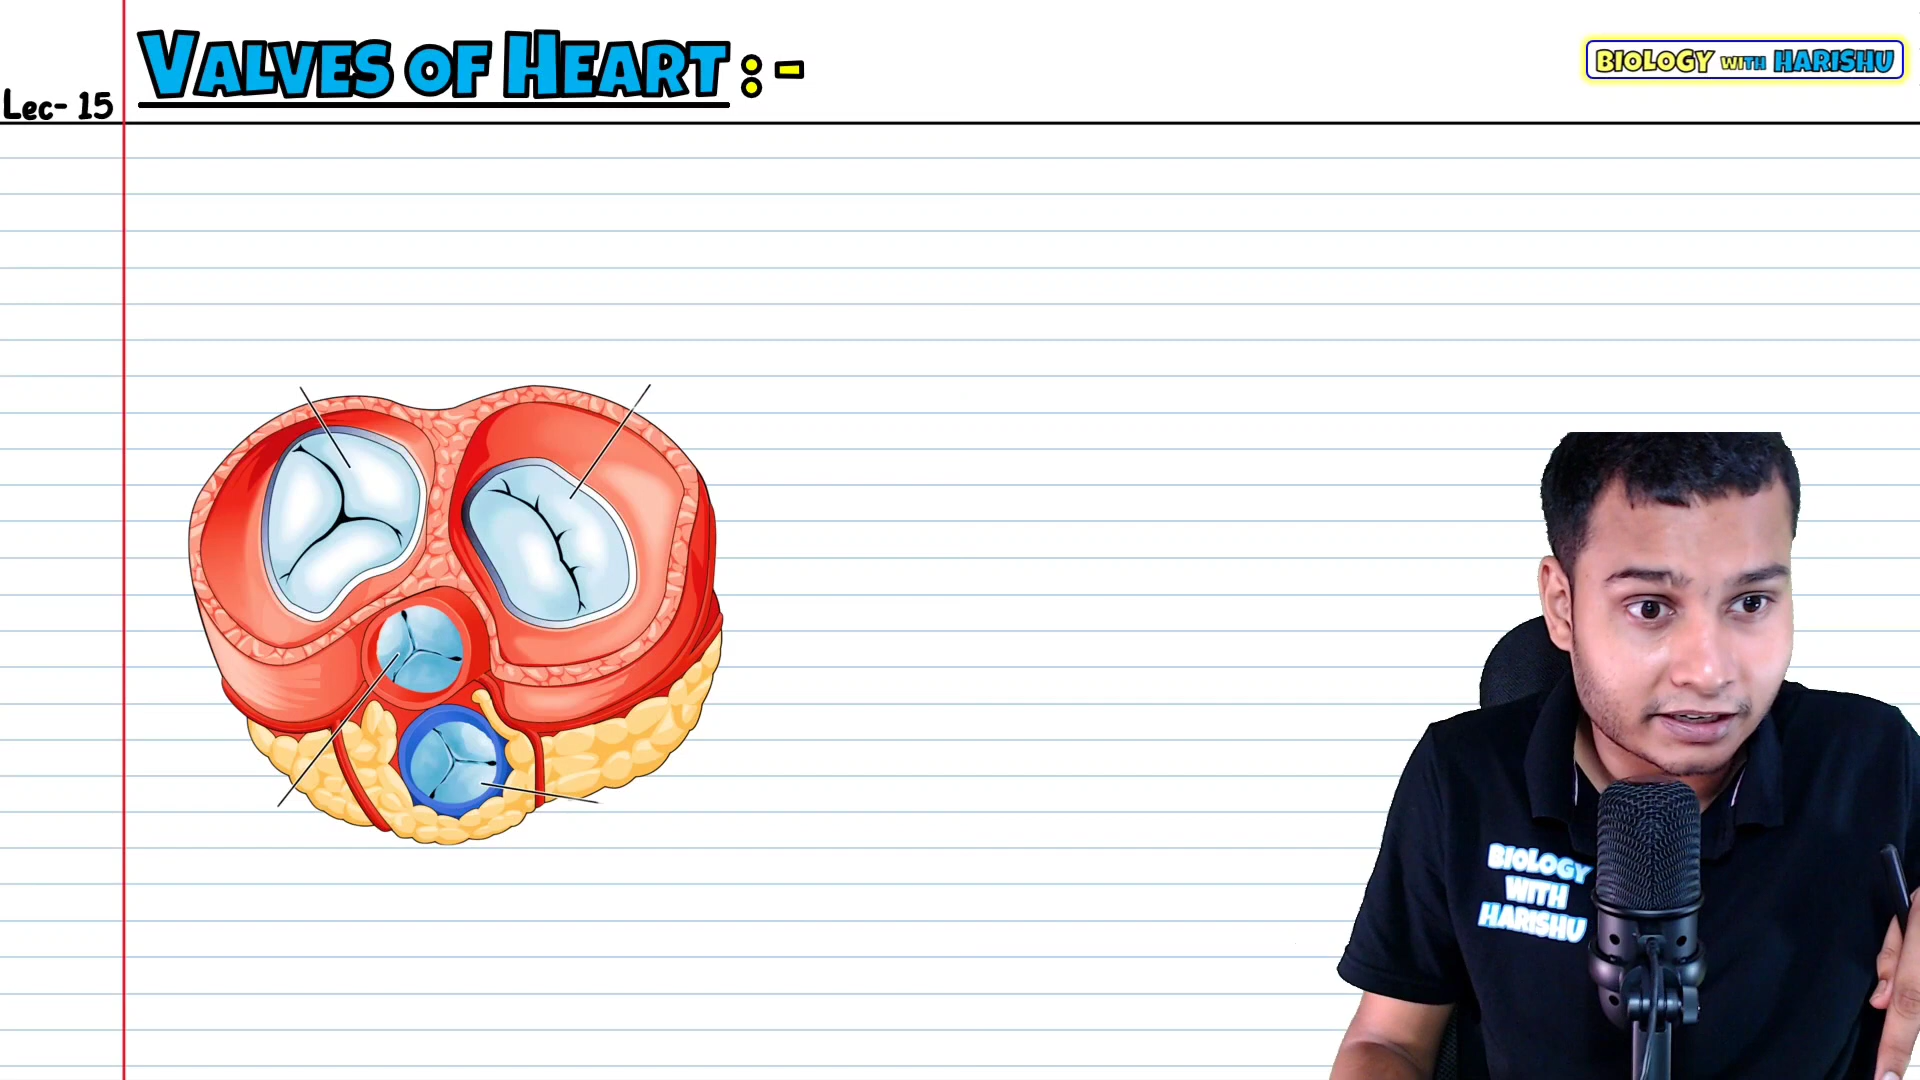 VALVES OF HEART :-
BIOLOGY WITH HARISHU
Lec- 15
BIOLOGY
WITH
HARISHU